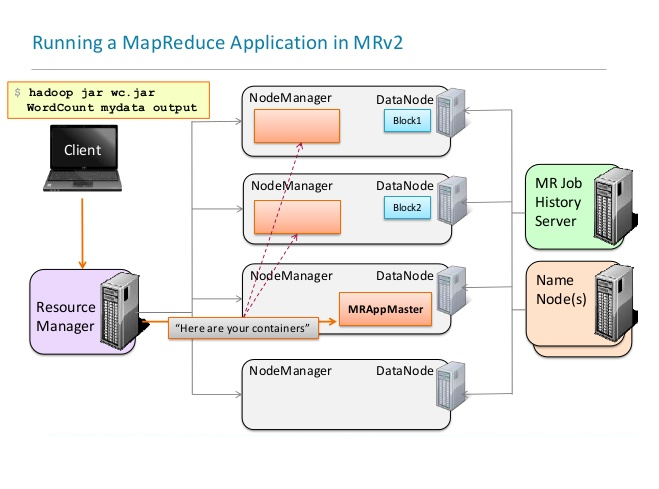 Running a MapReduce Application in MRv2
$ hadoop jar wc.jar
WordCount mydata output
Client
Resource
Manager
NodeManager
DataNode
Block1
NodeManager
DataNode
Block2
NodeManager
DataNode
MRAppMaster
“Here are your containers”
NodeManager
DataNode
MR Job
History
Server
Name
Node(s)